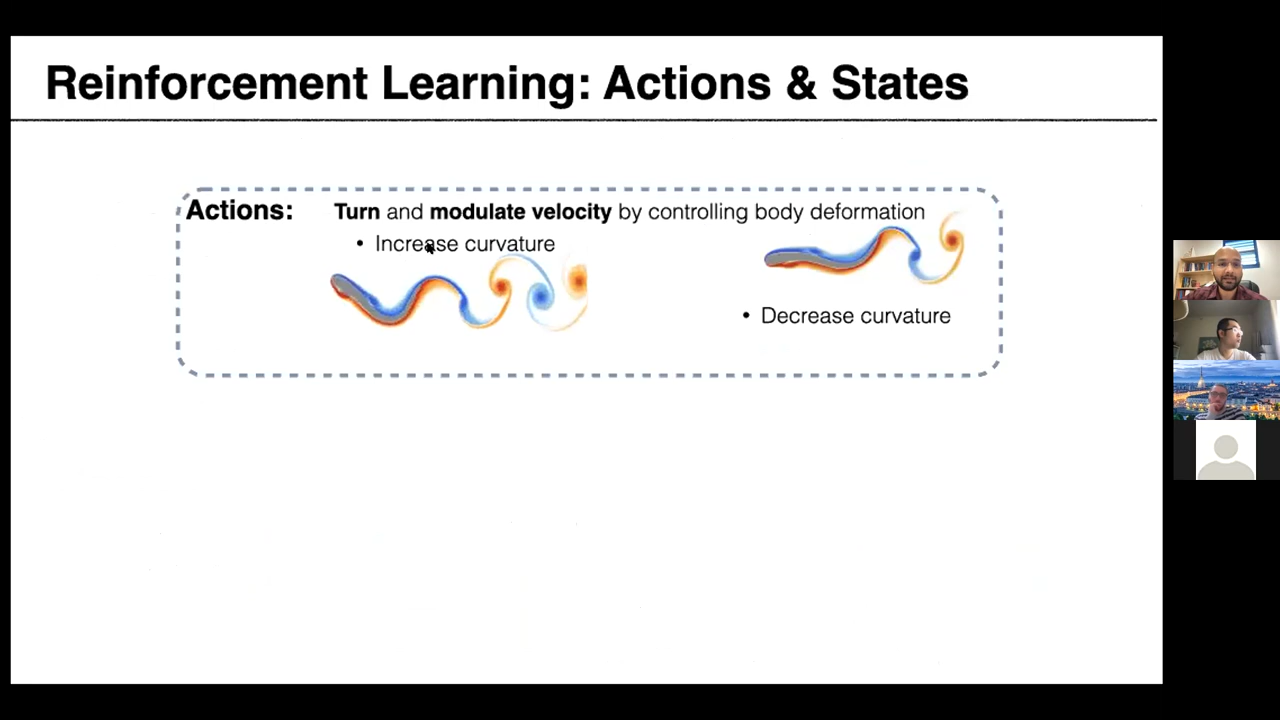 Reinforcement Learning: Actions & States
Actions: Turn and modulate velocity by controlling body deformation
• Increase curvature
• Decrease curvature